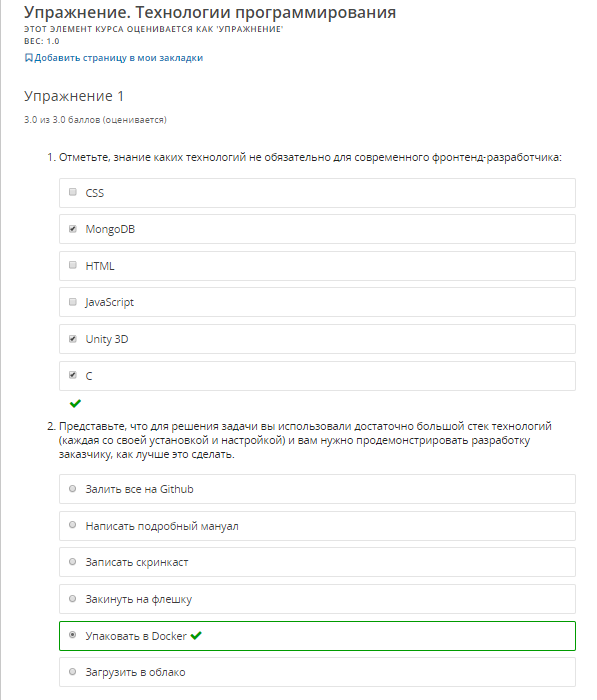 Упражнение. Технологии программирования
ЭТОТ ЭЛЕМЕНТ КУРСА ОЦЕНИВАЕТСЯ КАК 'УПРАЖНЕНИЕ'
ВЕС: 1.0
Добавить страницу в мои закладки
Упражнение 1
3.0 из 3.0 баллов (оценивается)
1. Отметьте, знание каких технологий не обязательно для современного фронтенд-разработчика:
CSS
MongoDB
HTML
JavaScript
Unity 3D
C
2. Представьте, что для решения задачи вы использовали достаточно большой стек технологий
(каждая со своей установкой и настройкой) и вам нужно продемонстрировать разработку
заказчику, как лучше это сделать.
Залить все на Github
Написать подробный мануал
Записать скринкаст
Закинуть на флешку
Упаковать в Docker
Загрузить в облако